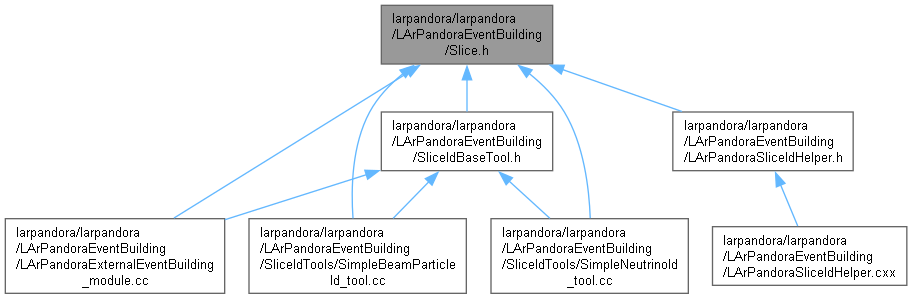 larpandora/larpandora
/LArPandoraEventBuilding
/Slice.h
larpandora/larpandora
/LArPandoraEventBuilding
/SliceIdBaseTool.h
larpandora/larpandora
/LArPandoraEventBuilding
/LArPandoraSliceIdHelper.h
larpandora/larpandora
/LArPandoraEventBuilding
/LArPandoraExternalEventBuilding
_module.cc
larpandora/larpandora
/LArPandoraEventBuilding
/SliceIdTools/SimpleBeamParticle
Id_tool.cc
larpandora/larpandora
/LArPandoraEventBuilding
/SliceIdTools/SimpleNeutrinoId
_tool.cc
larpandora/larpandora
/LArPandoraEventBuilding
/LArPandoraSliceIdHelper.cxx